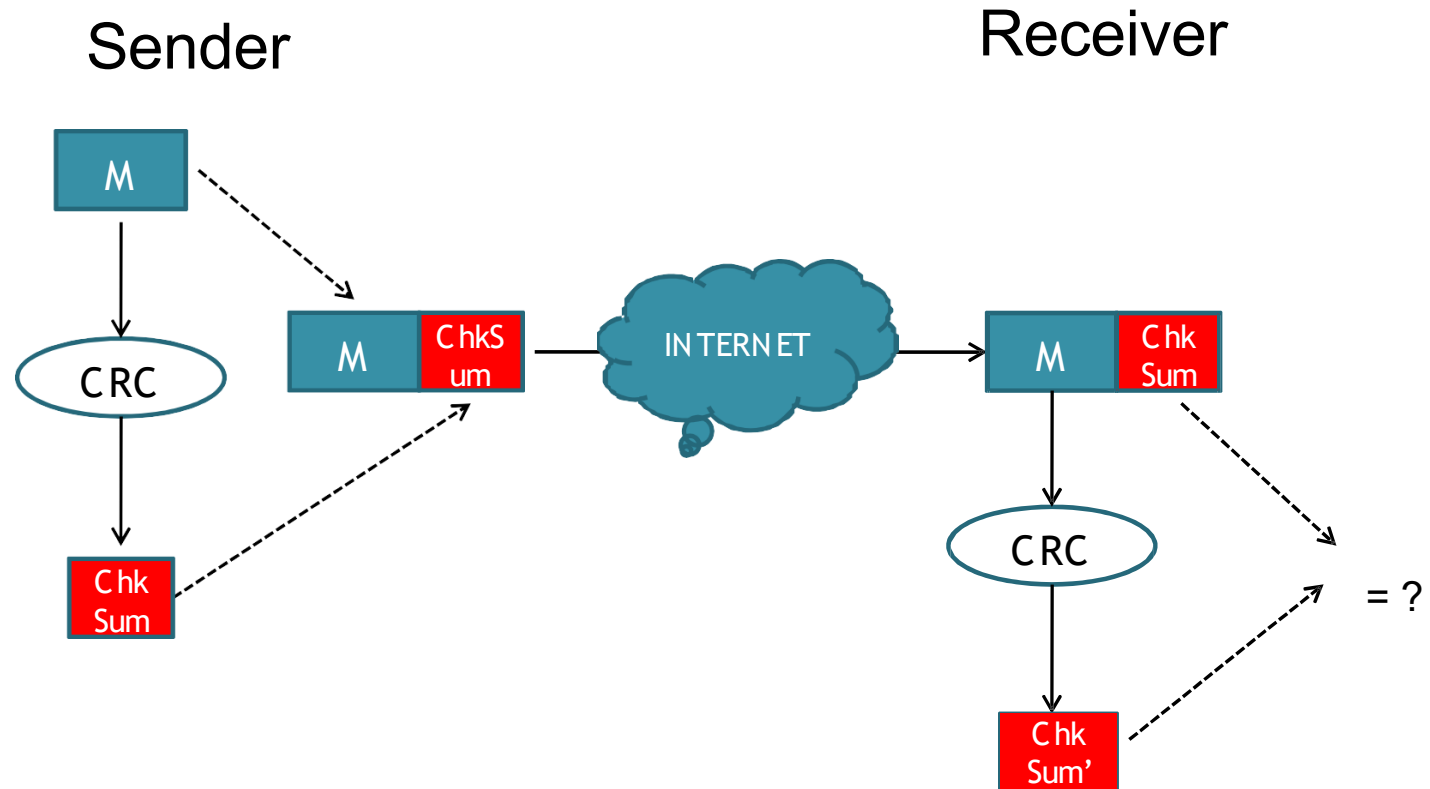 Sender
Receiver
M
CRC
Chk
Sum
M
ChkS
um
INTERNET
M
Chk
Sum
CRC
Chk
Sum’
= ?